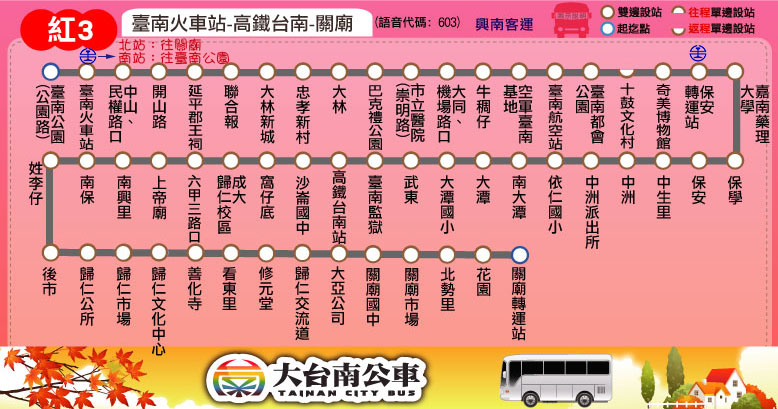 紅3
臺南火車站-高鐵台南-關廟
(語音代碼: 603)
興南客運
雙邊設站
起迄點
往程單邊設站
返程單邊設站
北站：往關廟
南站：往臺南公園
臺南公園(公園路)
臺南火車站
中山、民權路口
開山路
延平郡王祠
聯合報
大林新城
忠孝新村
大林
巴克禮公園
市立醫院(崇明路)
大同、機場路口
牛稠仔
空軍臺南基地
臺南航空站
臺南都會公園
十鼓文化村
奇美博物館
保安轉運站
嘉南藥理大學
姓李仔
南保
南興里
上帝廟
六甲三路口
成大歸仁校區
窩仔底
沙崙國中
高鐵台南站
臺南監獄
武東
大潭國小
大潭
南大潭
依仁國小
中洲派出所
中洲
中生里
保安
保學
後市
歸仁公所
歸仁市場
歸仁文化中心
善化寺
看東里
修元堂
歸仁交流道
大亞公司
關廟國中
關廟市場
北勢里
花園
關廟轉運站
大台南公車
TAINAN CITY BUS